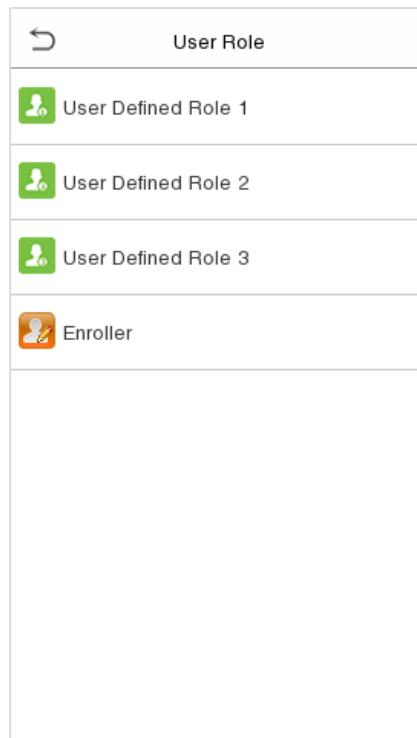 User Role
User Defined Role 1
User Defined Role 2
User Defined Role 3
Enroller